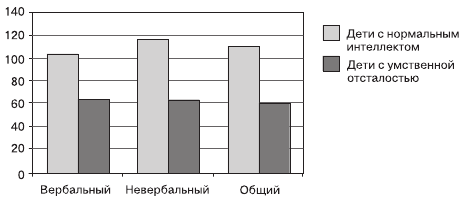 140
120
100
80
60
40
20
0
Вербальный Невербальный Общий
Дети с нормальным
интеллектом
Дети с умственной
отсталостью